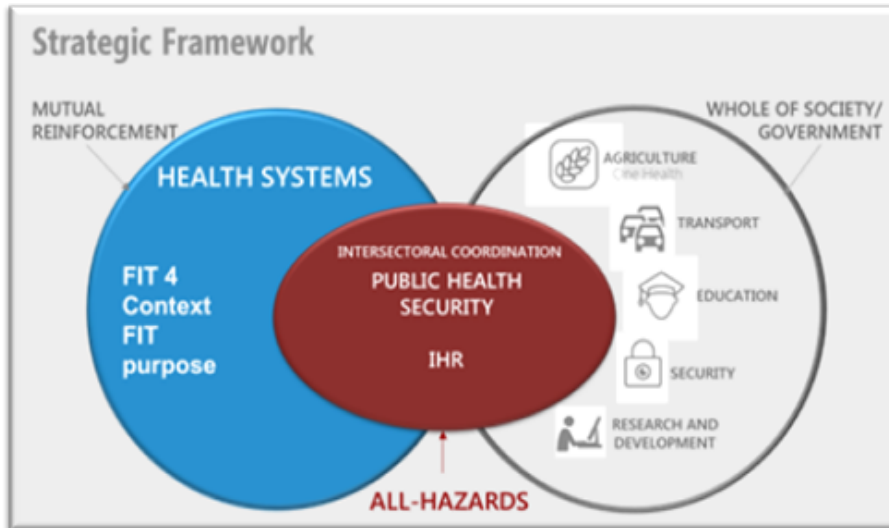 Strategic Framework
MUTUAL
REINFORCEMENT
WHOLE OF SOCIETY/
GOVERNMENT
HEALTH SYSTEMS
FIT 4
Context
FIT
purpose
INTERSECTORAL COORDINATION
PUBLIC HEALTH
SECURITY
IHR
AGRICULTURE
One Health
TRANSPORT
EDUCATION
SECURITY
RESEARCH AND
DEVELOPMENT
ALL-HAZARDS